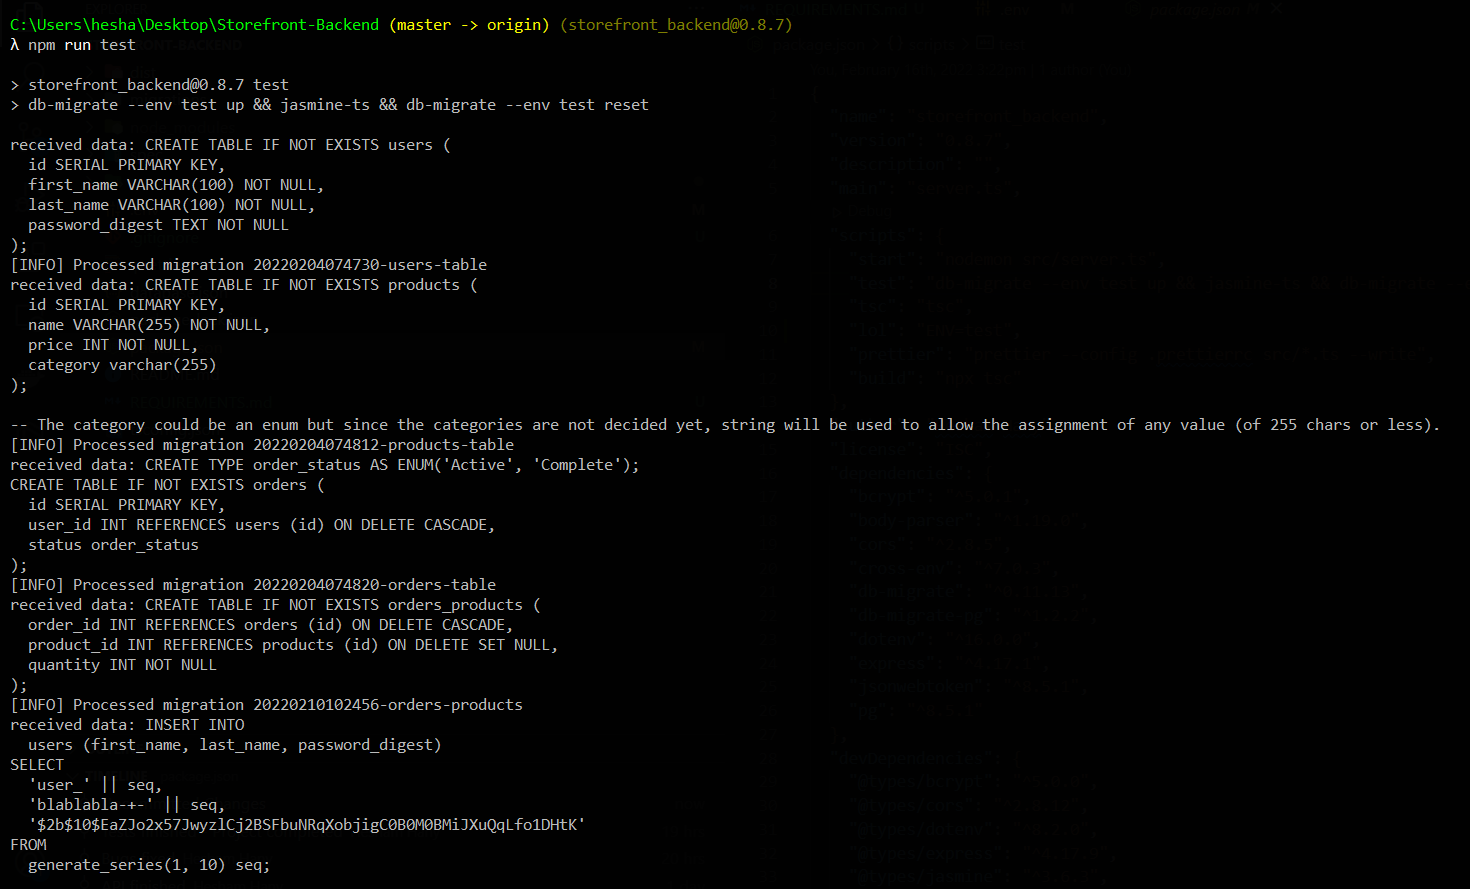 C:\Users\hesha\Desktop\Storefront-Backend (master -> origin) (storefront_backend@0.8.7)
λ npm run test
> storefront_backend@0.8.7 test
> db-migrate --env test up && jasmine-ts && db-migrate --env test reset
received data: CREATE TABLE IF NOT EXISTS users (
  id SERIAL PRIMARY KEY,
  first_name VARCHAR(100) NOT NULL,
  last_name VARCHAR(100) NOT NULL,
  password_digest TEXT NOT NULL
);
[INFO] Processed migration 20220204074730-users-table
received data: CREATE TABLE IF NOT EXISTS products (
  id SERIAL PRIMARY KEY,
  name VARCHAR(255) NOT NULL,
  price INT NOT NULL,
  category varchar(255)
);
-- The category could be an enum but since the categories are not decided yet, string will be used to allow the assignment of any value (of 255 chars or less).
[INFO] Processed migration 20220204074812-products-table
received data: CREATE TYPE order_status AS ENUM('Active', 'Complete');
CREATE TABLE IF NOT EXISTS orders (
  id SERIAL PRIMARY KEY,
  user_id INT REFERENCES users (id) ON DELETE CASCADE,
  status order_status
);
[INFO] Processed migration 20220204074820-orders-table
received data: CREATE TABLE IF NOT EXISTS orders_products (
  order_id INT REFERENCES orders (id) ON DELETE CASCADE,
  product_id INT REFERENCES products (id) ON DELETE SET NULL,
  quantity INT NOT NULL
);
[INFO] Processed migration 20220210102456-orders-products
received data: INSERT INTO
  users (first_name, last_name, password_digest)
SELECT
  'user_' || seq,
  'blablabla-+-' || seq,
  '$2b$10$EaZJo2x57JwyzlCj2BSFbuNRqXobjigC0B0M0BMiJXuQqLfo1DHtK'
FROM
  generate_series(1, 10) seq;